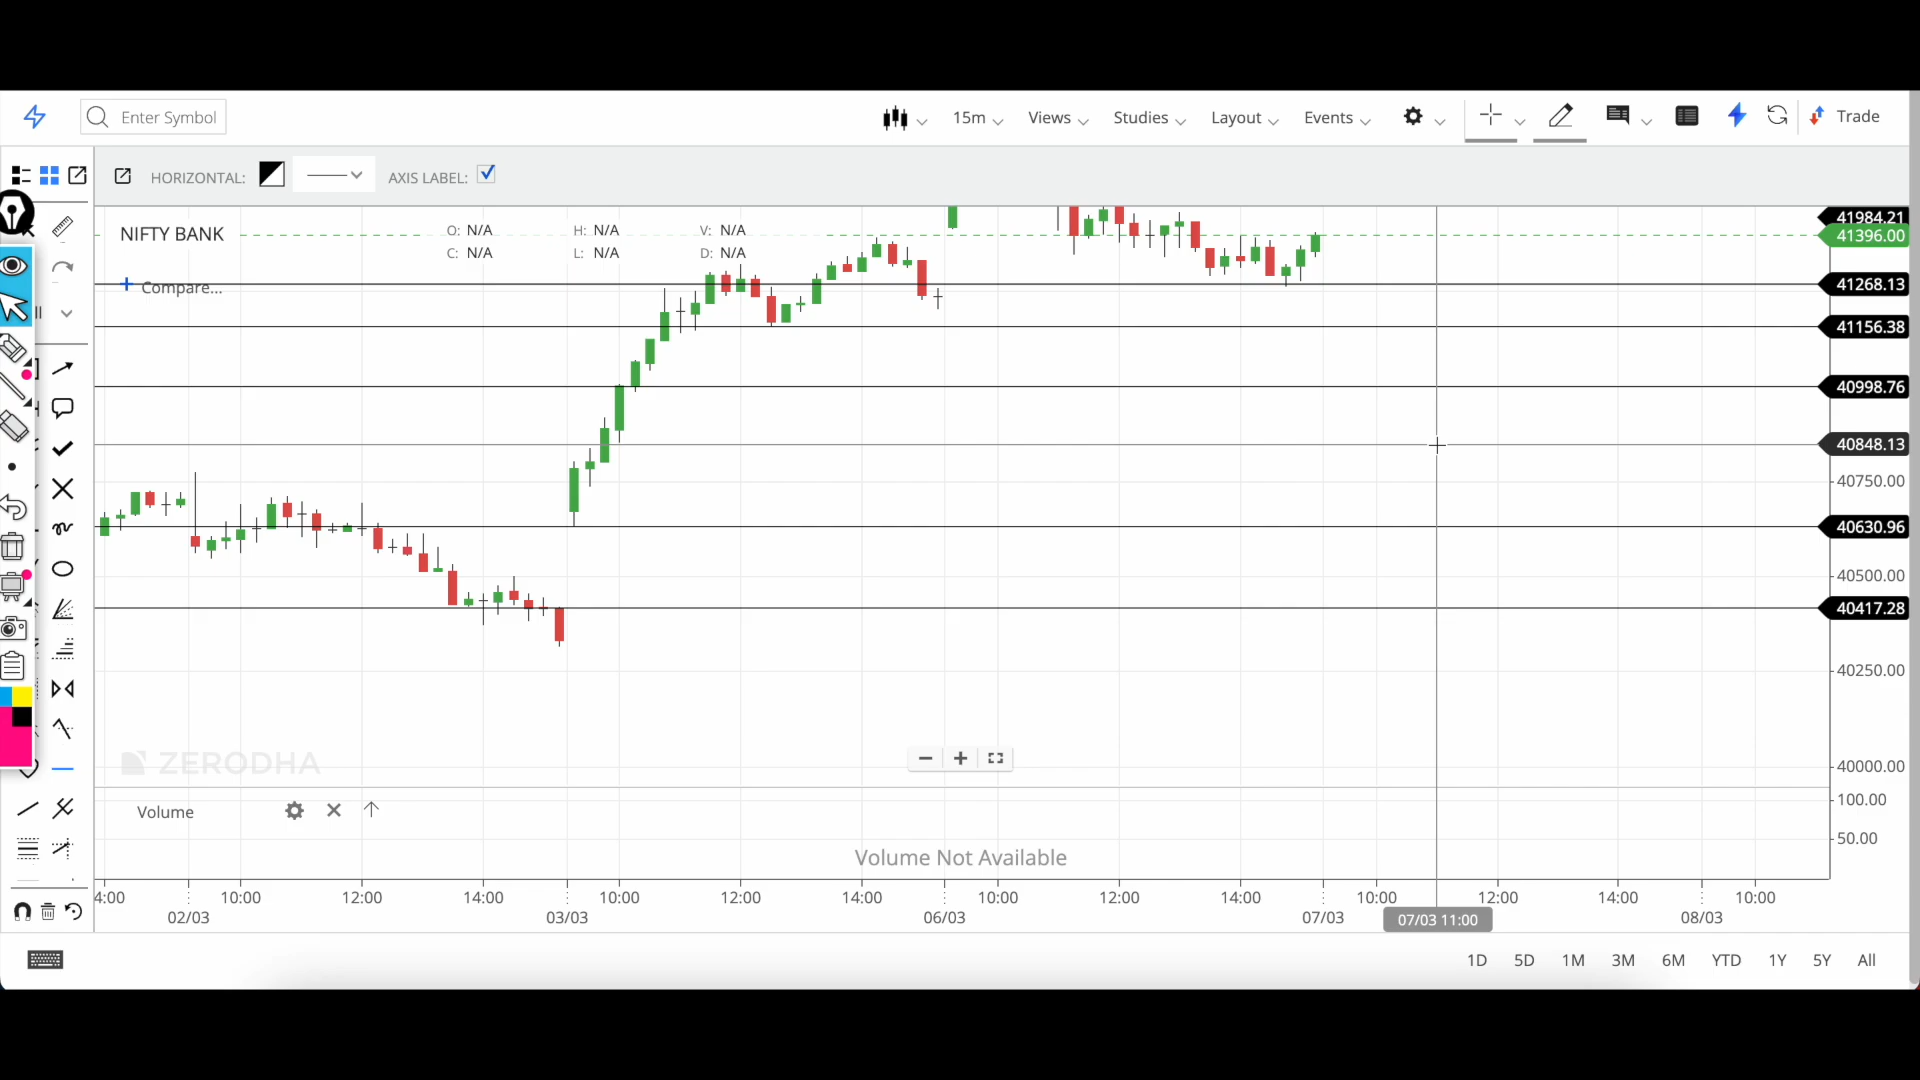 Enter Symbol
15m
Views
Studies
Layout
Events
Trade
HORIZONTAL:
AXIS LABEL:
NIFTY BANK
O: N/A
H: N/A
V: N/A
C: N/A
L: N/A
D: N/A
Compare...
41984.21
41396.00
41268.13
41156.38
40998.76
40848.13
40750.00
40630.96
40500.00
40417.28
40250.00
40000.00
ZERODHA
Volume
100.00
50.00
Volume Not Available
4:00 10:00 12:00 14:00 10:00 12:00 14:00 10:00 12:00 14:00 10:00 12:00 14:00 10:00
02/03 03/03 06/03 07/03 07/03 11:00 08/03
1D 5D 1M 3M 6M YTD 1Y 5Y All